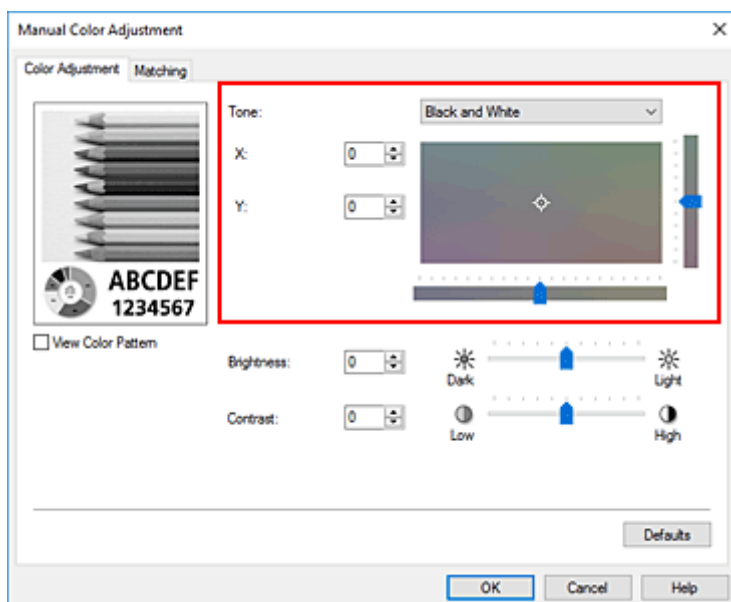 Manual Color Adjustment
Color Adjustment Matching
Tone: Black and White
X: 0
Y: 0
ABCDEF
1234567
View Color Pattern
Brightness: 0
Dark Light
Contrast: 0
Low High
Defaults
OK Cancel Help